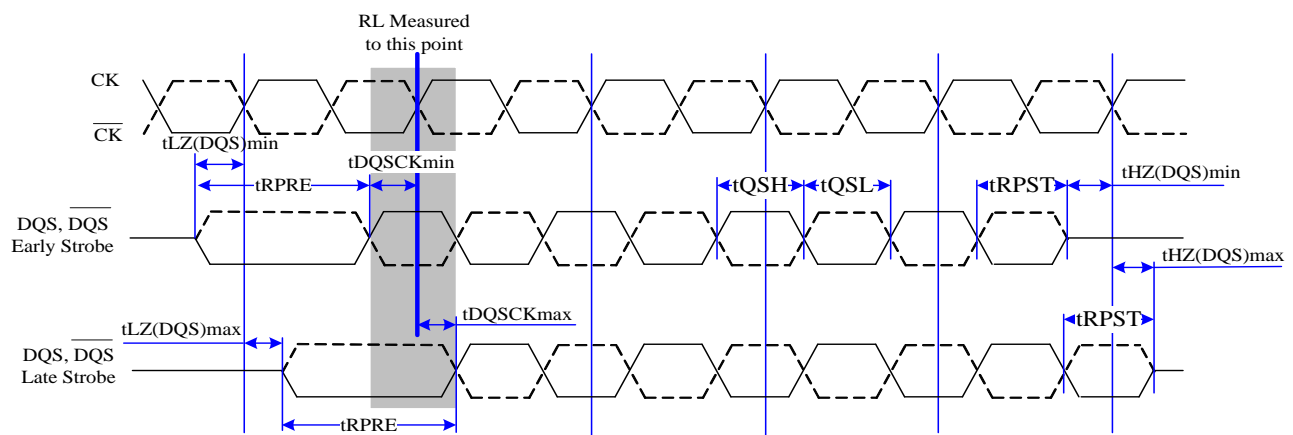 RL Measured
to this point
CK
CK
tLZ(DQS)min
tRPRE
tDQSCKmin
tQSH
tQSL
tRPST
tHZ(DQS)min
DQS, DQS
Early Strobe
tHZ(DQS)max
tDQSCKmax
tLZ(DQS)max
tRPST
DQS, DQS
Late Strobe
tRPRE